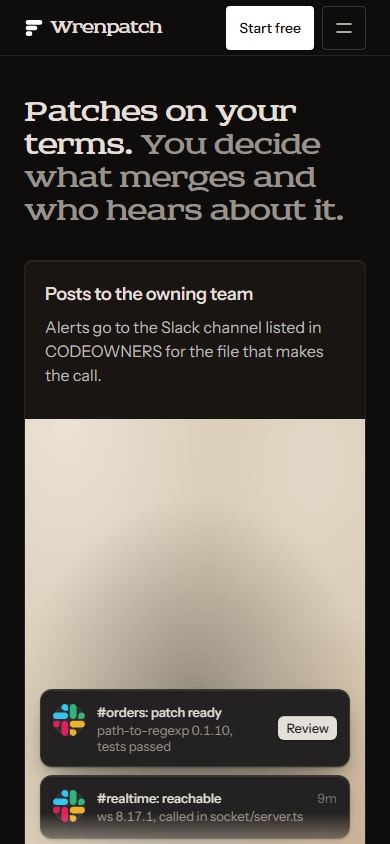 Wrenpatch
Start free
Patches on your
terms. You decide
what merges and
who hears about it.
Posts to the owning team
Alerts go to the Slack channel listed in
CODEOWNERS for the file that makes
the call.
#orders: patch ready
path-to-regexp 0.1.10,
tests passed
Review
#realtime: reachable
9m
ws 8.17.1, called in socket/server.ts